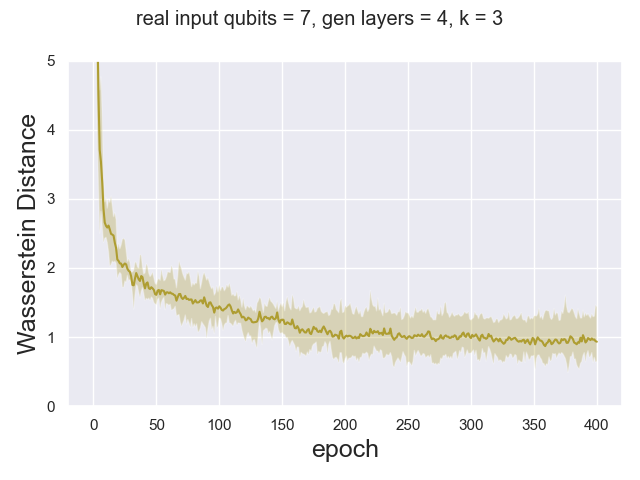 real input qubits = 7, gen layers = 4, k = 3
5
4
3
2
1
0
Wasserstein Distance
0 50 100 150 200 250 300 350 400
epoch